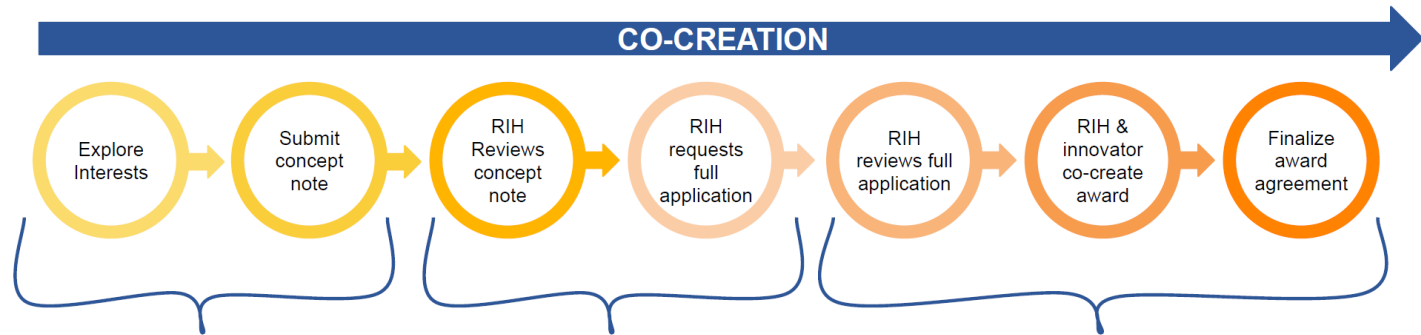 CO-CREATION
Explore
Interests
Submit
concept
note
RIH
Reviews
concept
note
RIH
requests
full
application
RIH
reviews full
application
RIH &
innovator
co-create
award
Finalize
award
agreement